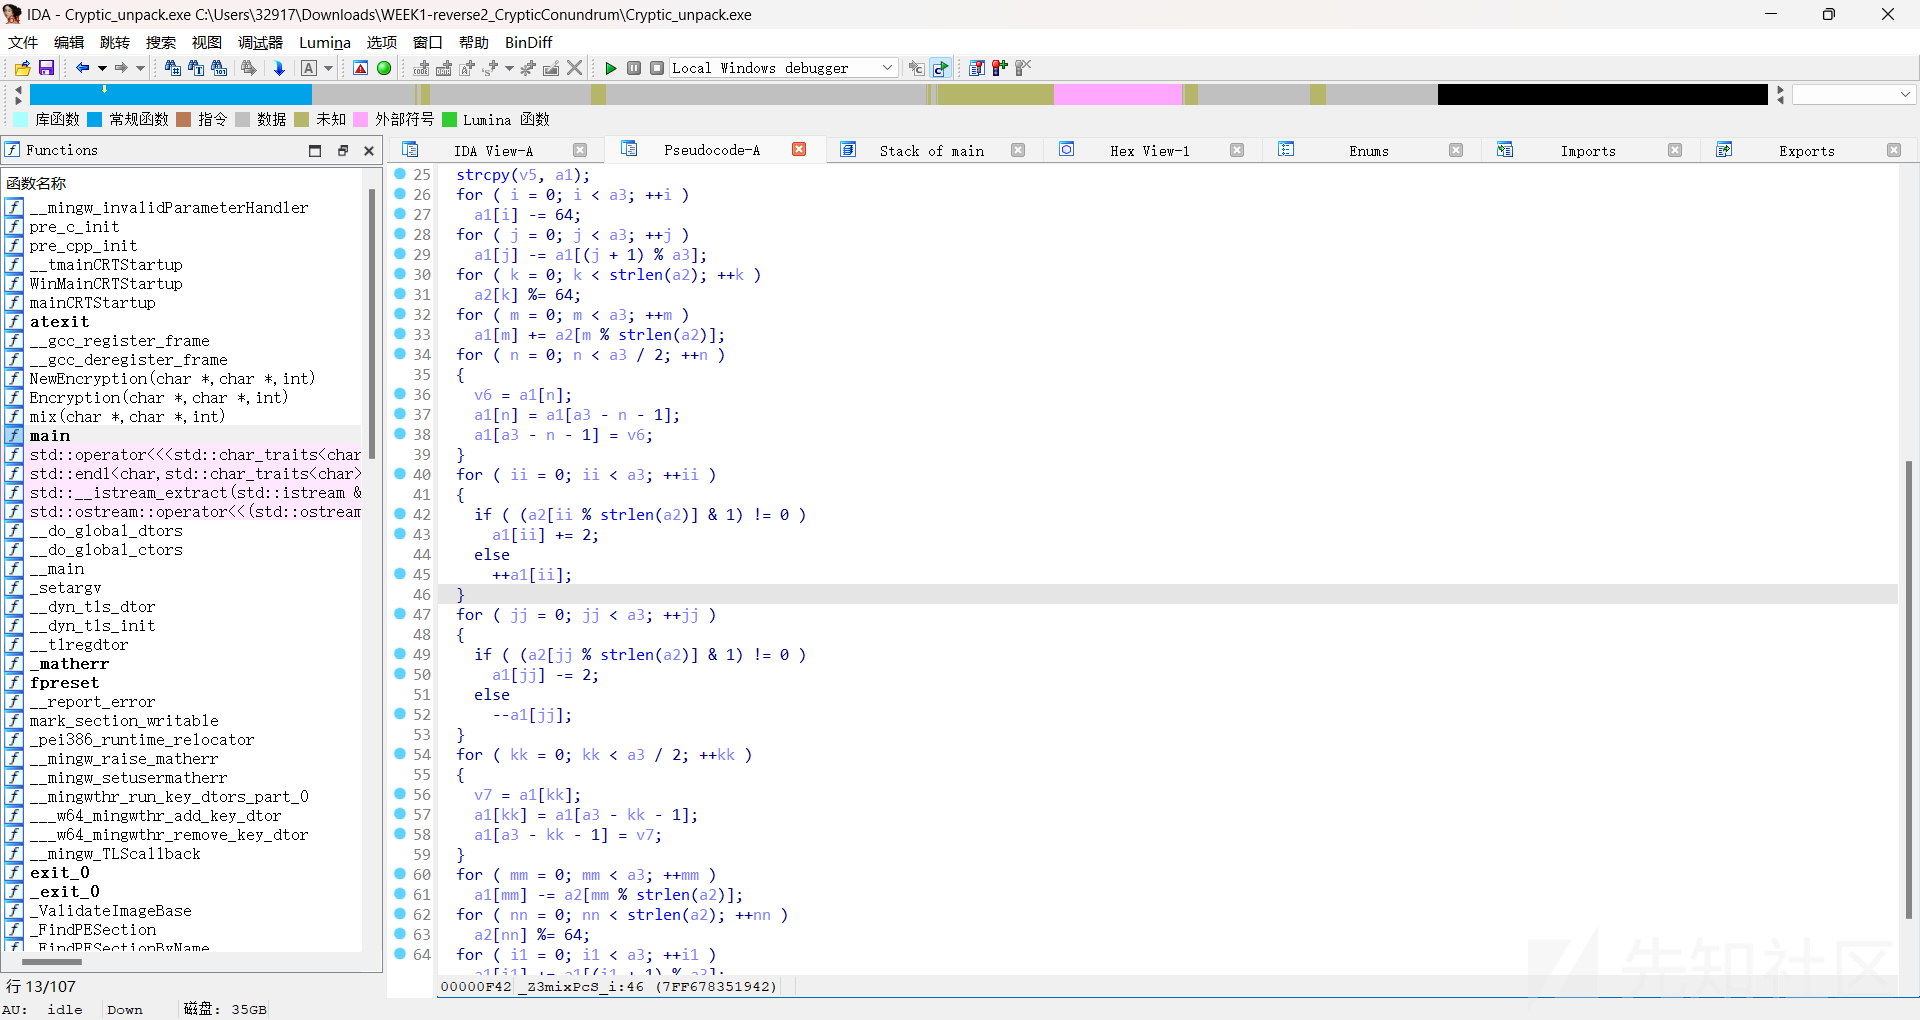 IDA - Cryptic_unpack.exe C:\Users\32917\Downloads\WEEK1-reverse2_CrypticConundrum\Cryptic_unpack.exe
文件 编辑 跳转 搜索 视图 调试器 Lumina 选项 窗口 帮助 BinDiff
Local Windows debugger
库函数 常规函数 指令 数据 未知 外部符号 Lumina 函数
Functions
IDA View-A Pseudocode-A Stack of main Hex View-1 Enums Imports Exports
函数名称
__mingw_invalidParameterHandler
pre_c_init
pre_cpp_init
__tmainCRTStartup
WinMainCRTStartup
mainCRTStartup
atexit
__gcc_register_frame
__gcc_deregister_frame
NewEncryption(char *,char *,int)
Encryption(char *,char *,int)
mix(char *,char *,int)
main
std::operator<<<std::char_traits<char
std::endl<char,std::char_traits<char>
std::__istream_extract(std::istream &
std::ostream::operator<<(std::ostream
__do_global_dtors
__do_global_ctors
__main
_setargv
__dyn_tls_dtor
__dyn_tls_init
__tlregdtor
_matherr
fpreset
__report_error
mark_section_writable
_pei386_runtime_relocator
__mingw_raise_matherr
__mingw_setusermatherr
__mingwthr_run_key_dtors_part_0
___w64_mingwthr_add_key_dtor
___w64_mingwthr_remove_key_dtor
__mingw_TLScallback
exit_0
_exit_0
_ValidateImageBase
_FindPESection
_FindPESectionByName
行 13/107
25 strcpy(v5, a1);
26 for ( i = 0; i < a3; ++i )
27 a1[i] -= 64;
28 for ( j = 0; j < a3; ++j )
29 a1[j] -= a1[(j + 1) % a3];
30 for ( k = 0; k < strlen(a2); ++k )
31 a2[k] %= 64;
32 for ( m = 0; m < a3; ++m )
33 a1[m] += a2[m % strlen(a2)];
34 for ( n = 0; n < a3 / 2; ++n )
35 {
36 v6 = a1[n];
37 a1[n] = a1[a3 - n - 1];
38 a1[a3 - n - 1] = v6;
39 }
40 for ( ii = 0; ii < a3; ++ii )
41 {
42 if ( (a2[ii % strlen(a2)] & 1) != 0 )
43 a1[ii] += 2;
44 else
45 ++a1[ii];
46 }
47 for ( jj = 0; jj < a3; ++jj )
48 {
49 if ( (a2[jj % strlen(a2)] & 1) != 0 )
50 a1[jj] -= 2;
51 else
52 --a1[jj];
53 }
54 for ( kk = 0; kk < a3 / 2; ++kk )
55 {
56 v7 = a1[kk];
57 a1[kk] = a1[a3 - kk - 1];
58 a1[a3 - kk - 1] = v7;
59 }
60 for ( mm = 0; mm < a3; ++mm )
61 a1[mm] -= a2[mm % strlen(a2)];
62 for ( nn = 0; nn < strlen(a2); ++nn )
63 a2[nn] %= 64;
64 for ( i1 = 0; i1 < a3; ++i1 )
a1[i1] += a1[(i1 + 1) % a3];
00000F42 _Z3mixPcS_i:46 (7FF678351942)
AU: idle Down 磁盘: 35GB
先知社区